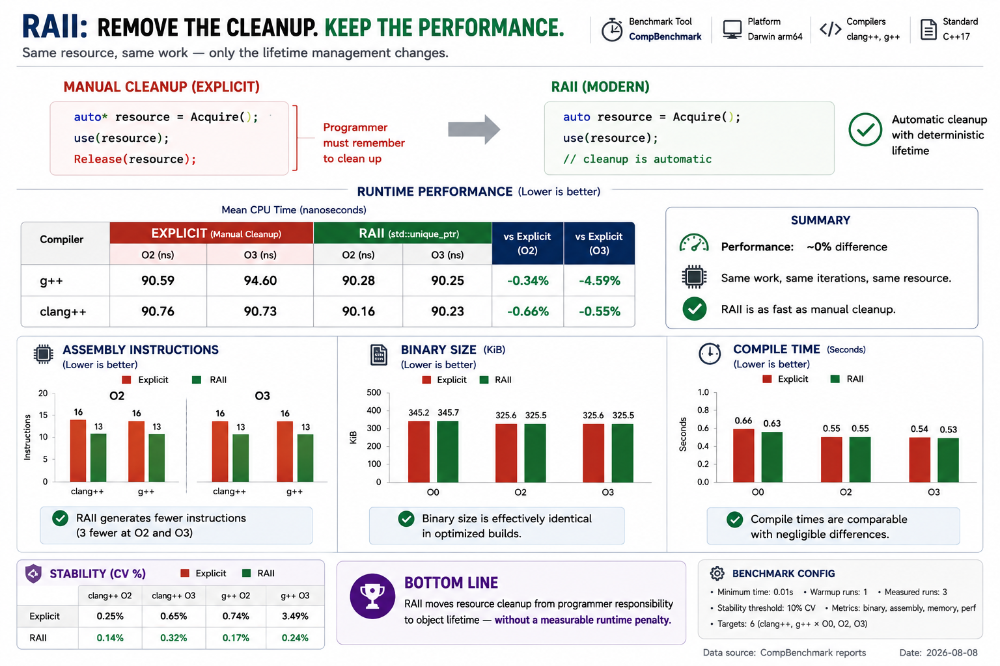 RAII: REMOVE THE CLEANUP. KEEP THE PERFORMANCE.
Same resource, same work — only the lifetime management changes.
Benchmark Tool
CompBenchmark
Platform
Darwin arm64
Compilers
clang++, g++
Standard
C++17
MANUAL CLEANUP (EXPLICIT)
auto* resource = Acquire();
use(resource);
Release(resource);
Programmer
must remember
to clean up
RAII (MODERN)
auto resource = Acquire();
use(resource);
// cleanup is automatic
Automatic cleanup
with deterministic
lifetime
RUNTIME PERFORMANCE (Lower is better)
Mean CPU Time (nanoseconds)
Compiler EXPLICIT (Manual Cleanup) RAII (std::unique_ptr) vs Explicit (O2) vs Explicit (O3)
O2 (ns) O3 (ns) O2 (ns) O3 (ns)
g++ 90.59 94.60 90.28 90.25 -0.34% -4.59%
clang++ 90.76 90.73 90.16 90.23 -0.66% -0.55%
SUMMARY
Performance: ~0% difference
Same work, same iterations, same resource.
RAII is as fast as manual cleanup.
ASSEMBLY INSTRUCTIONS
(Lower is better)
Explicit RAII
O2 O3
Instructions
20
15
10
5
0
16 13 16 13 16 13 16 13
clang++ g++ clang++ g++
RAII generates fewer instructions
(3 fewer at O2 and O3)
BINARY SIZE (KiB)
(Lower is better)
Explicit RAII
KiB
500
400
300
200
100
0
345.2 345.7 325.6 325.5 325.6 325.5
O0 O2 O3
Binary size is effectively identical
in optimized builds.
COMPILE TIME (Seconds)
(Lower is better)
Explicit RAII
Seconds
1.0
0.8
0.6
0.4
0.2
0.0
0.66 0.63 0.55 0.55 0.54 0.53
O0 O2 O3
Compile times are comparable
with negligible differences.
STABILITY (CV %) Explicit RAII
clang++ O2 clang++ O3 g++ O2 g++ O3
Explicit 0.25% 0.65% 0.74% 3.49%
RAII 0.14% 0.32% 0.17% 0.24%
BOTTOM LINE
RAII moves resource cleanup from programmer responsibility
to object lifetime — without a measurable runtime penalty.
BENCHMARK CONFIG
• Minimum time: 0.01s • Warmup runs: 1 • Measured runs: 3
• Stability threshold: 10% CV • Metrics: binary, assembly, memory, perf
• Targets: 6 (clang++, g++ × O0, O2, O3)
Data source: CompBenchmark reports Date: 2026-08-08